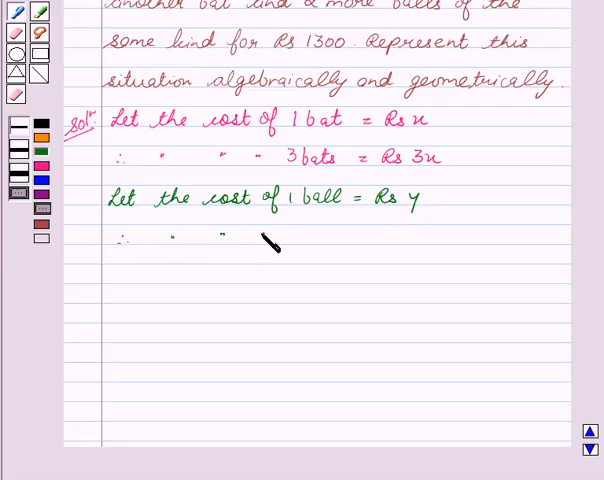 another bat and 2 more balls of the
some kind for Rs 1300. Represent this
situation algebraically and geometrically.
Solⁿ. Let the cost of 1 bat = Rs x
∴ " " " 3 bats = Rs 3x
Let the cost of 1 ball = Rs y
∴ " "